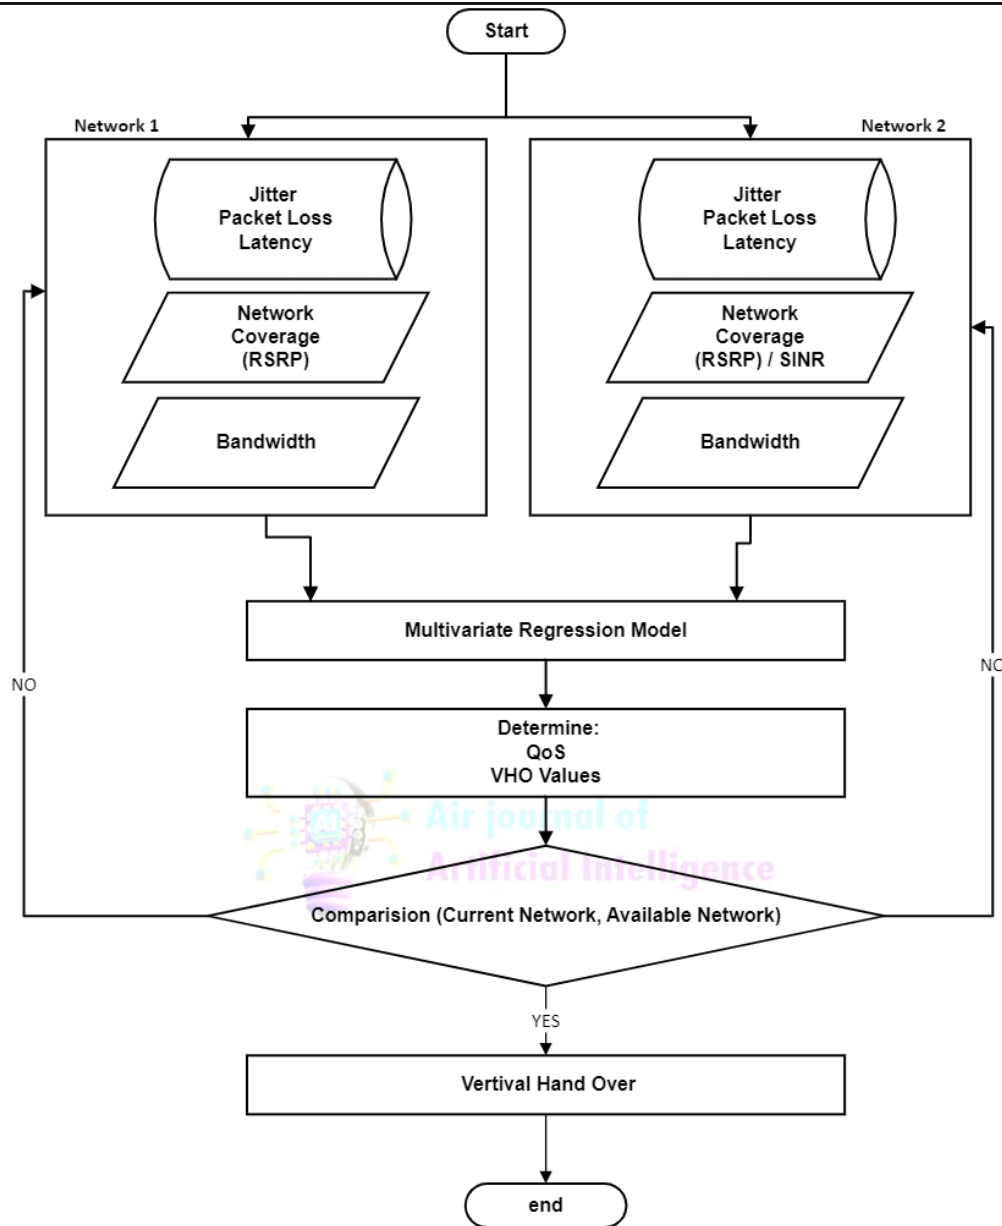 Start
Network 1
Network 2
Jitter
Packet Loss
Latency
Network
Coverage
(RSRP)
Bandwidth
Jitter
Packet Loss
Latency
Network
Coverage
(RSRP) / SINR
Bandwidth
Multivariate Regression Model
NO
NO
Determine:
QoS
VHO Values
AI
Air journal of
Artificial Intelligence
Comparision (Current Network, Available Network)
YES
Vertival Hand Over
end